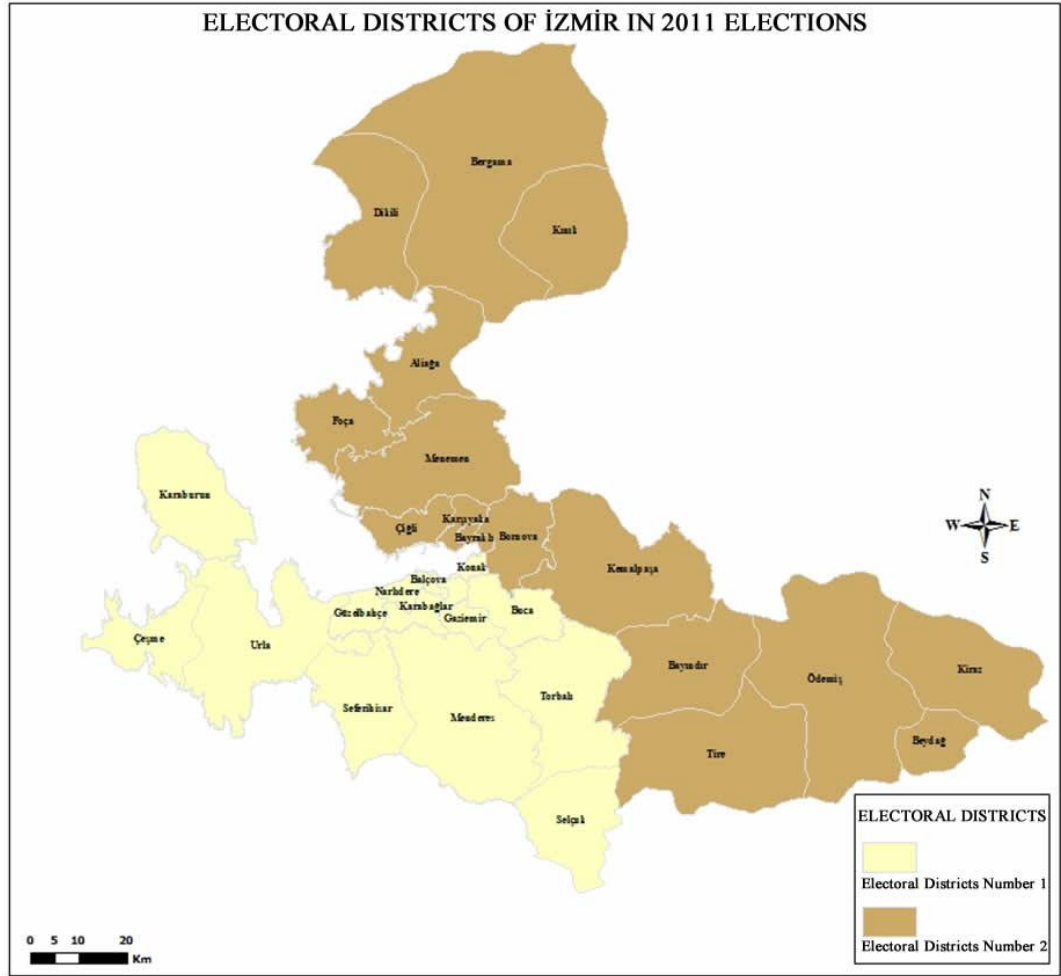 ELECTORAL DISTRICTS OF İZMİR IN 2011 ELECTIONS
Bergama
Dikili
Kınık
Aliağa
Foça
Menemen
Karaburun
Çiğli
Karşıyaka
Bayraklı
Bornova
Kemalpaşa
Konak
Balçova
Narlıdere
Güzelbahçe
Karabağlar
Gaziemir
Buca
Çeşme
Urla
Seferihisar
Menderes
Torbalı
Bayındır
Ödemiş
Kiraz
Beydağ
Tire
Selçuk
N
W E
S
ELECTORAL DISTRICTS
Electoral Districts Number 1
Electoral Districts Number 2
0 5 10 20
Km